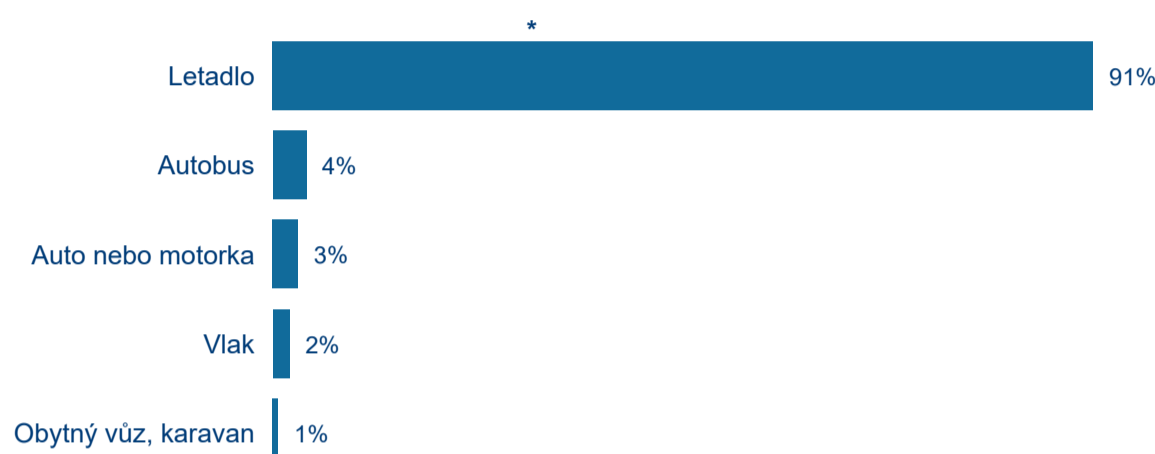 *
Letadlo 91%
Autobus 4%
Auto nebo motorka 3%
Vlak 2%
Obytný vůz, karavan 1%